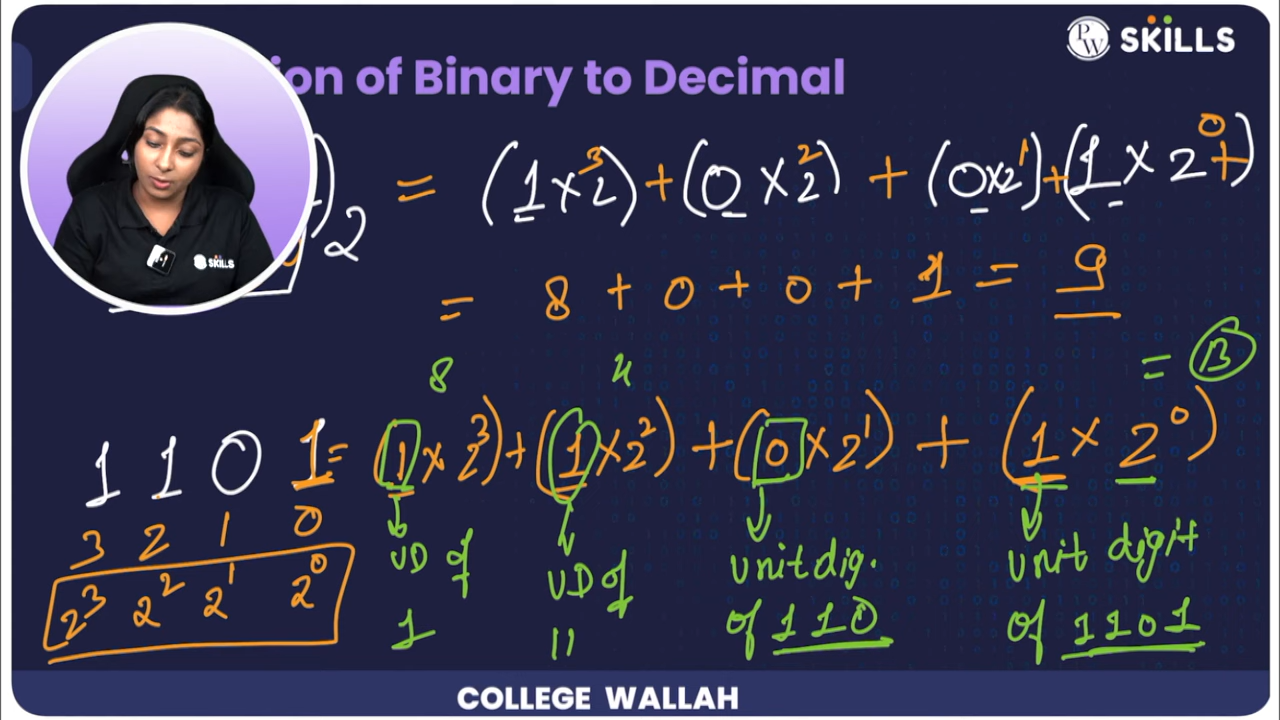 PW SKILLS
ion of Binary to Decimal
)₂ = (1×2³)+(0×2²)+(0×2¹)+(1×2⁰)
= 8 + 0 + 0 + 1 = 9
8 4
= 13
1 1 0 1 = (1×2³)+(1×2²)+(0×2¹)+(1×2⁰)
3 2 1 0
2³ 2² 2¹ 2⁰
UD of 1
UD of 11
unit dig. of 110
unit digit of 1101
SKILLS
COLLEGE WALLAH